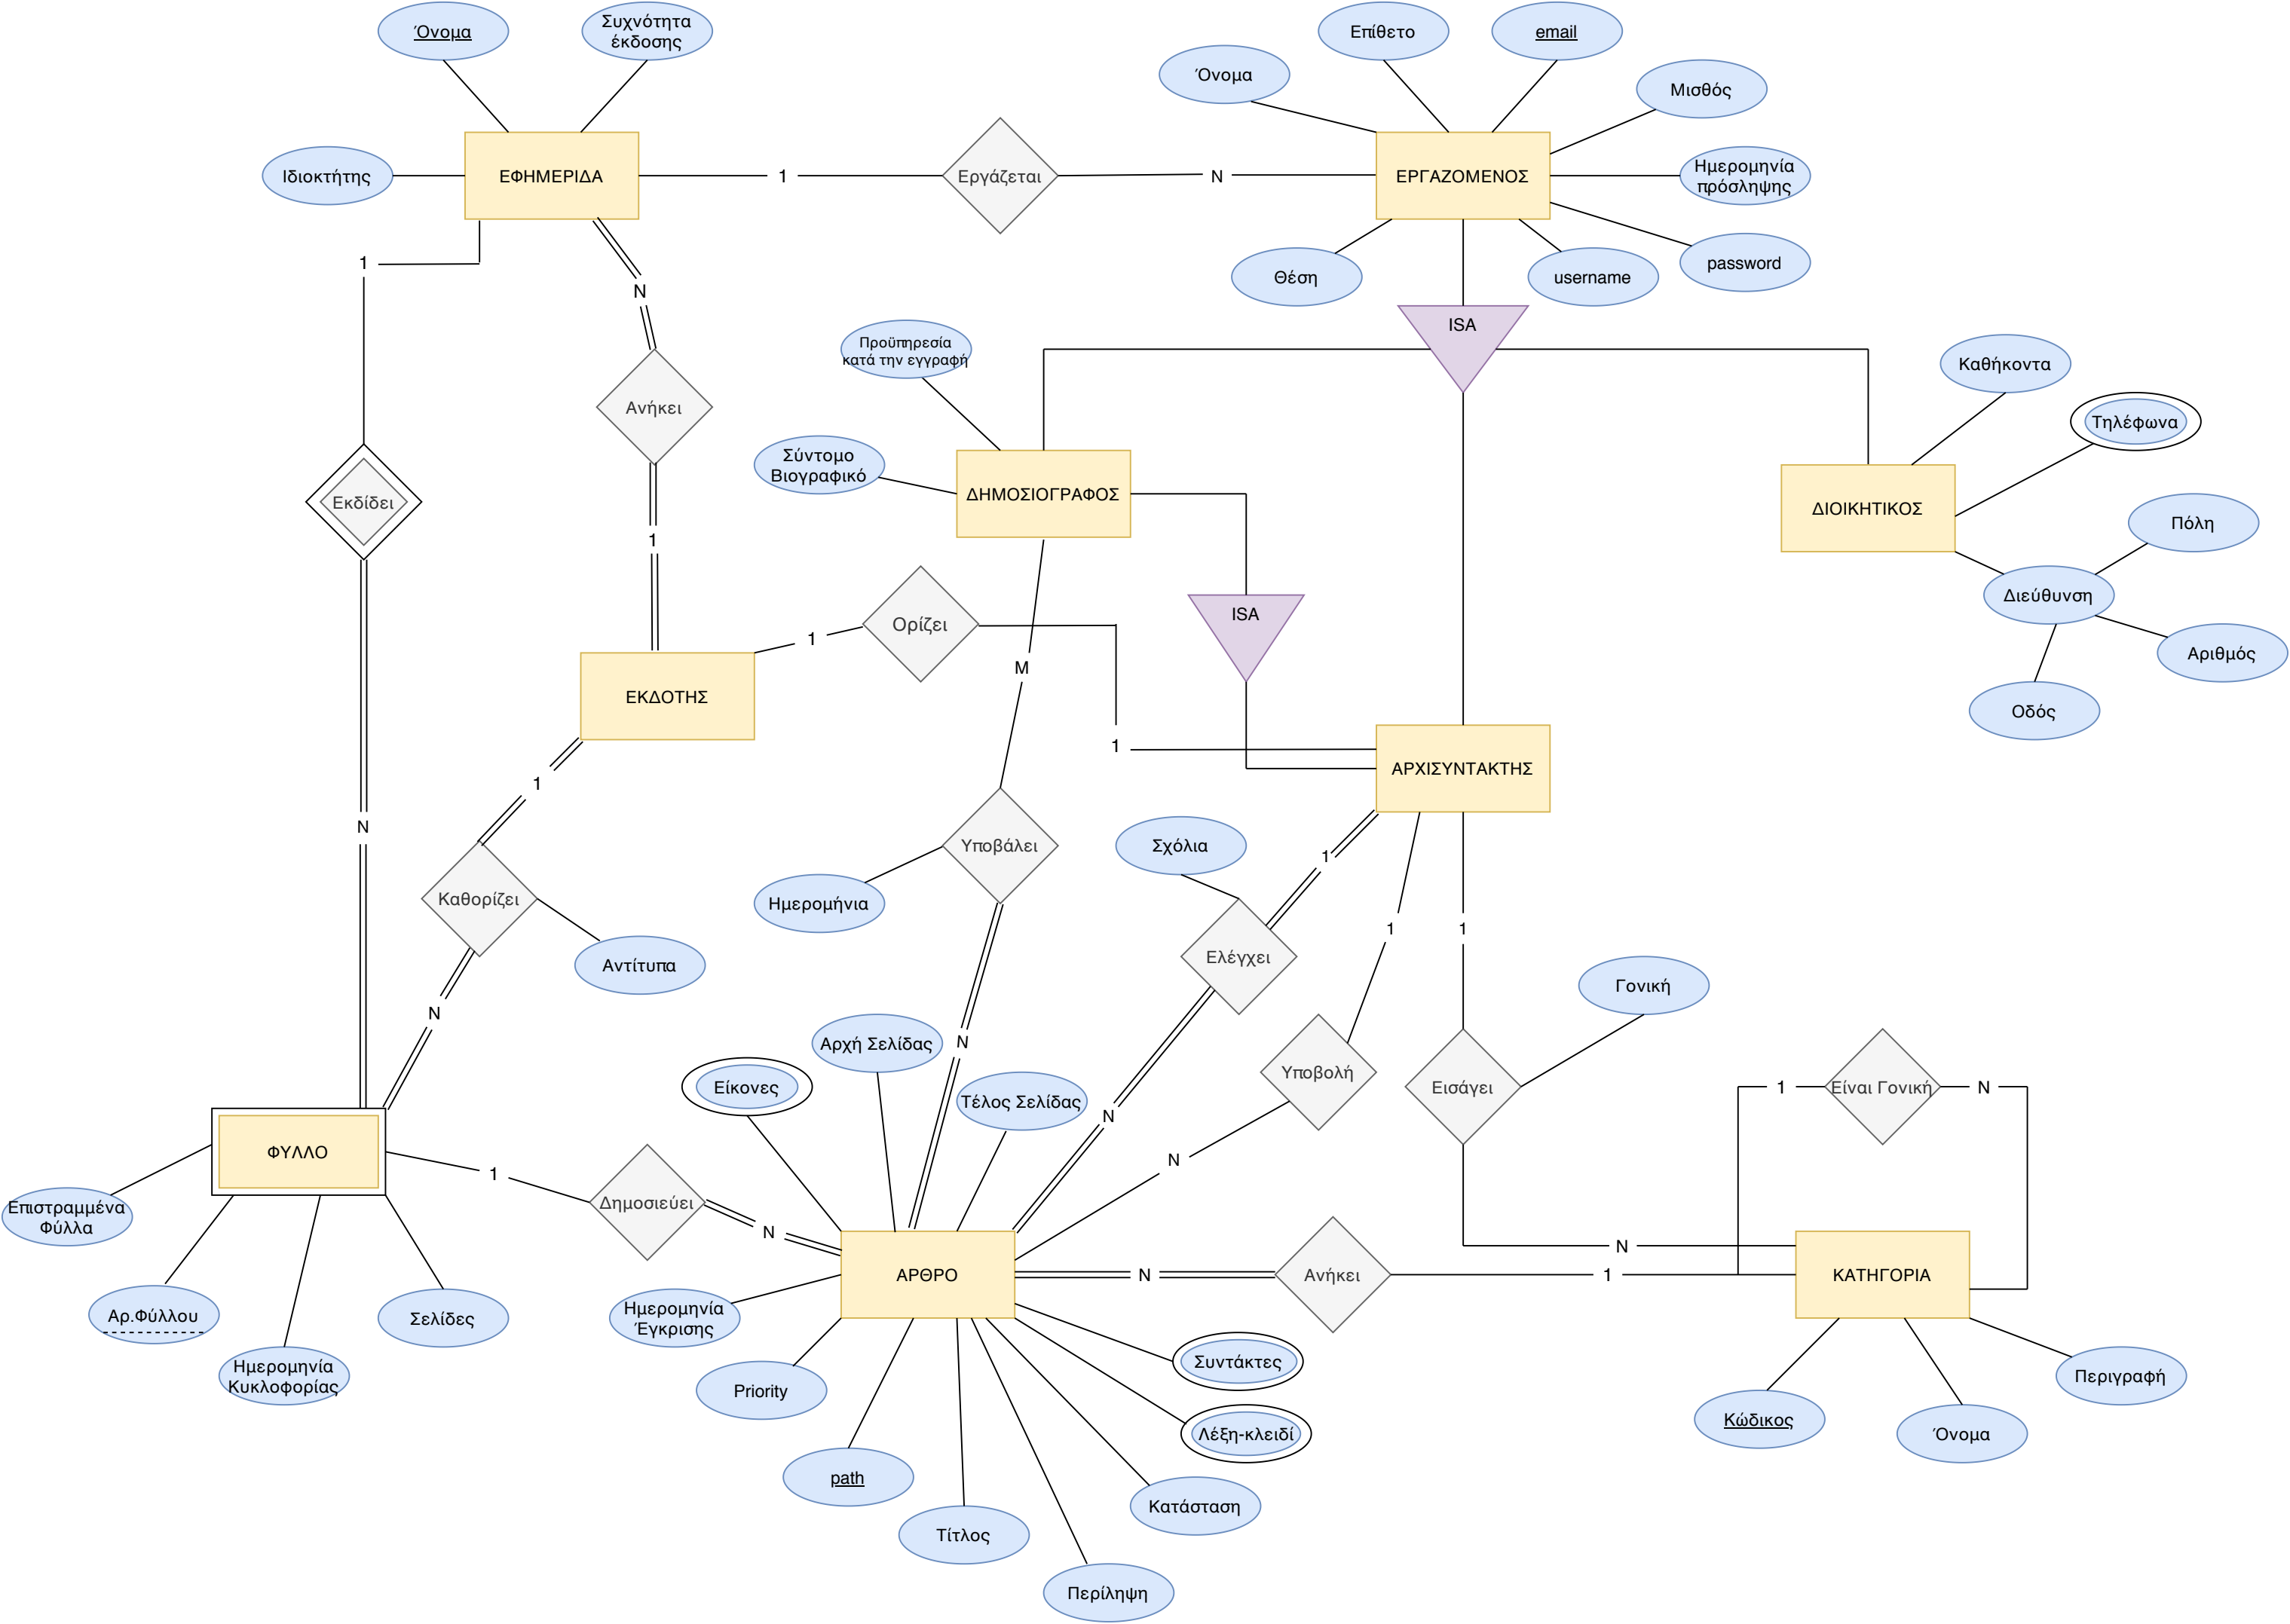 Όνομα
Συχνότητα
έκδοσης
Επίθετο
email
Όνομα
Μισθός
Ιδιοκτήτης
ΕΦΗΜΕΡΙΔΑ
1
Εργάζεται
N
ΕΡΓΑΖΟΜΕΝΟΣ
Ημερομηνία
πρόσληψης
1
N
Θέση
username
password
ISA
Προϋπηρεσία
κατά την εγγραφή
Καθήκοντα
Ανήκει
Τηλέφωνα
Σύντομο
Βιογραφικό
ΔΗΜΟΣΙΟΓΡΑΦΟΣ
ΔΙΟΙΚΗΤΙΚΟΣ
Εκδίδει
Πόλη
1
Διεύθυνση
Ορίζει
ISA
1
Αριθμός
M
ΕΚΔΟΤΗΣ
Οδός
1
ΑΡΧΙΣΥΝΤΑΚΤΗΣ
1
N
Υποβάλει
Σχόλια
1
Καθορίζει
Ημερομήνια
1
1
Ελέγχει
Αντίτυπα
Γονική
N
Αρχή Σελίδας
N
Υποβολή
Είκονες
Εισάγει
1
Είναι Γονική
N
Τέλος Σελίδας
N
ΦΥΛΛΟ
N
1
Δημοσιεύει
Επιστραμμένα
Φύλλα
N
N
ΑΡΘΡΟ
N
Ανήκει
1
ΚΑΤΗΓΟΡΙΑ
Αρ.Φύλλου
Σελίδες
Ημερομηνία
Έγκρισης
Ημερομηνία
Κυκλοφορίας
Συντάκτες
Περιγραφή
Priority
Κώδικος
Όνομα
Λέξη-κλειδί
path
Κατάσταση
Τίτλος
Περίληψη